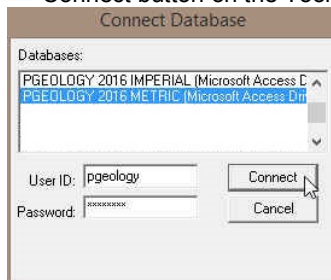 Connect button on the
Connect Database
Databases:
PGEOLOGY 2016 IMPERIAL (Microsoft Access D
PGEOLOGY 2016 METRIC (Microsoft Access Dri
User ID: pgeology Connect
Password: xxxxxxxx Cancel